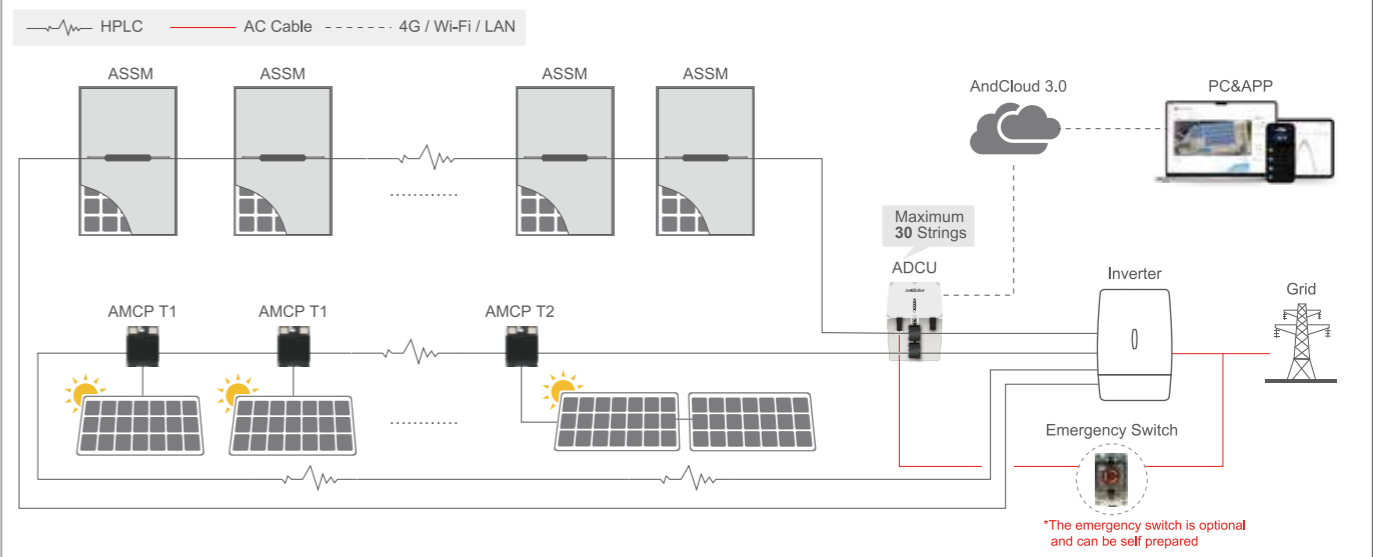 HPLC
AC Cable
4G / Wi-Fi / LAN
ASSM
ASSM
ASSM
ASSM
AndCloud 3.0
PC&APP
Maximum
30 Strings
ADCU
Inverter
Grid
AMCP T1
AMCP T1
AMCP T2
Emergency Switch
*The emergency switch is optional
and can be self prepared